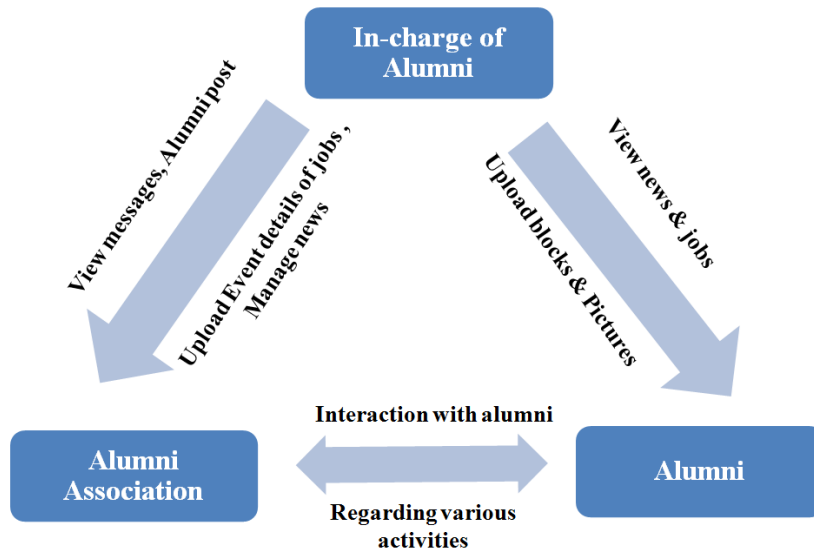 In-charge of
Alumni
View messages, Alumni post
Upload Event details of jobs ,
Manage news
View news & jobs
Upload blocks & Pictures
Interaction with alumni
Regarding various
activities
Alumni
Association
Alumni